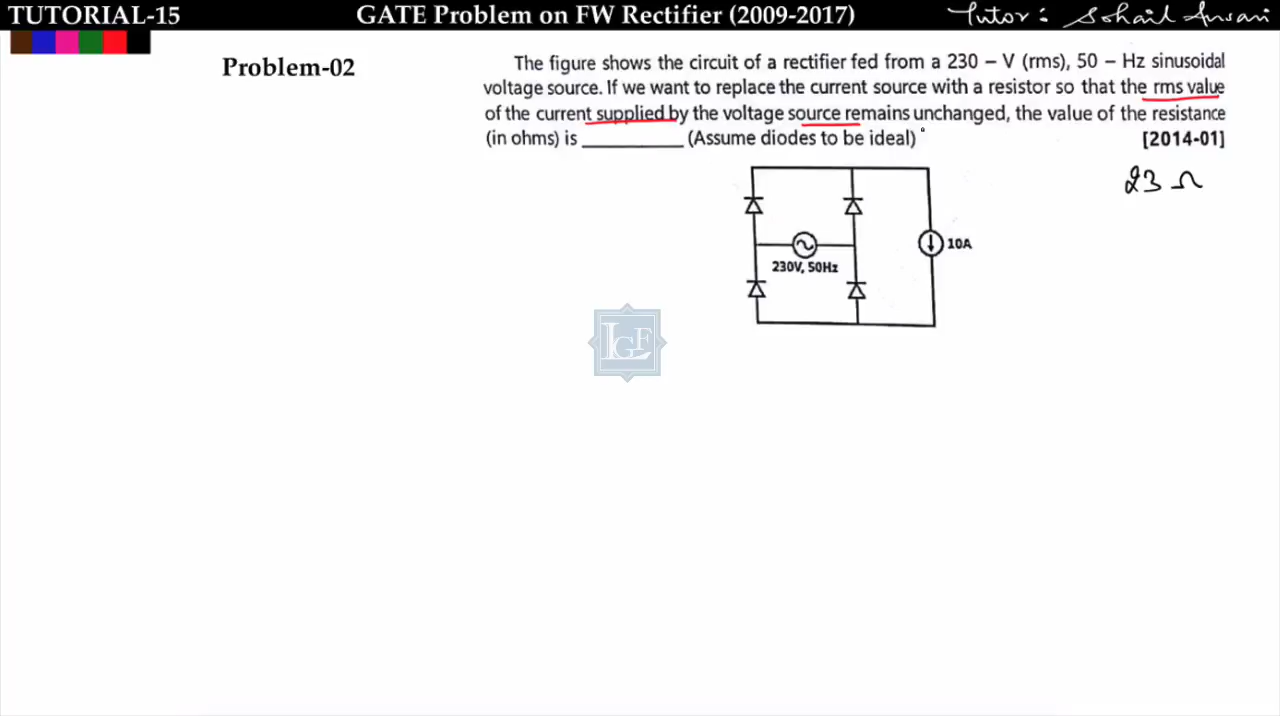 TUTORIAL-15
GATE Problem on FW Rectifier (2009-2017)
Tutor: Sohail Ansari
Problem-02
The figure shows the circuit of a rectifier fed from a 230 – V (rms), 50 – Hz sinusoidal
voltage source. If we want to replace the current source with a resistor so that the rms value
of the current supplied by the voltage source remains unchanged, the value of the resistance
(in ohms) is __________ (Assume diodes to be ideal)
[2014-01]
23 Ω
10A
230V, 50Hz
LGF